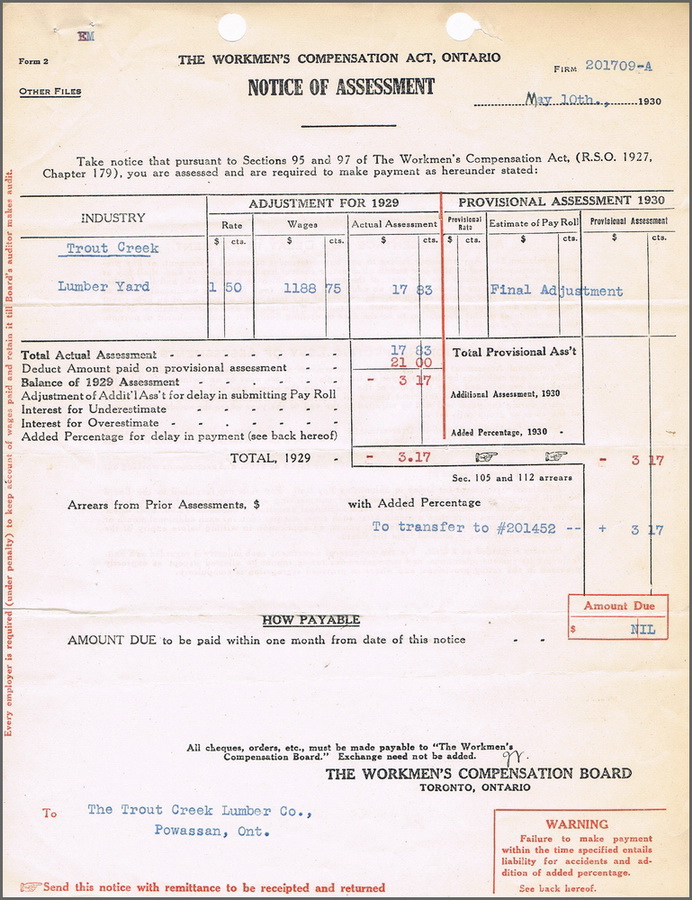 EM
Form 2
THE WORKMEN'S COMPENSATION ACT, ONTARIO
FIRM 201709-A
OTHER FILES
NOTICE OF ASSESSMENT
May 10th., 1930
Take notice that pursuant to Sections 95 and 97 of The Workmen's Compensation Act, (R.S.O. 1927,
Chapter 179), you are assessed and are required to make payment as hereunder stated:
INDUSTRY
ADJUSTMENT FOR 1929
PROVISIONAL ASSESSMENT 1930
Rate Wages Actual Assessment Provisional Rate Estimate of Pay Roll Provisional Assessment
$ cts. $ cts. $ cts. $ cts. $ cts. $ cts.
Trout Creek
Lumber Yard 1 50 1188 75 17 83 Final Adjustment
Total Actual Assessment - - - - - 17 83 Total Provisional Ass't
Deduct Amount paid on provisional assessment - - 21 00
Balance of 1929 Assessment - - - - - - 3 17
Adjustment of Addit'l Ass't for delay in submitting Pay Roll Additional Assessment, 1930
Interest for Underestimate - - - - -
Interest for Overestimate - - - - - -
Added Percentage for delay in payment (see back hereof) Added Percentage, 1930 -
TOTAL, 1929 - - 3.17 - 3 17
Sec. 105 and 112 arrears
Arrears from Prior Assessments, $ with Added Percentage
To transfer to #201452 -- + 3 17
Amount Due
$ NIL
HOW PAYABLE
AMOUNT DUE to be paid within one month from date of this notice - -
All cheques, orders, etc., must be made payable to "The Workmen's
Compensation Board." Exchange need not be added.
THE WORKMEN'S COMPENSATION BOARD
TORONTO, ONTARIO
To The Trout Creek Lumber Co.,
Powassan, Ont.
WARNING
Failure to make payment
within the time specified entails
liability for accidents and ad-
dition of added percentage.
See back hereof.
Send this notice with remittance to be receipted and returned
Every employer is required (under penalty) to keep account of wages paid and retain it till Board's auditor makes audit.